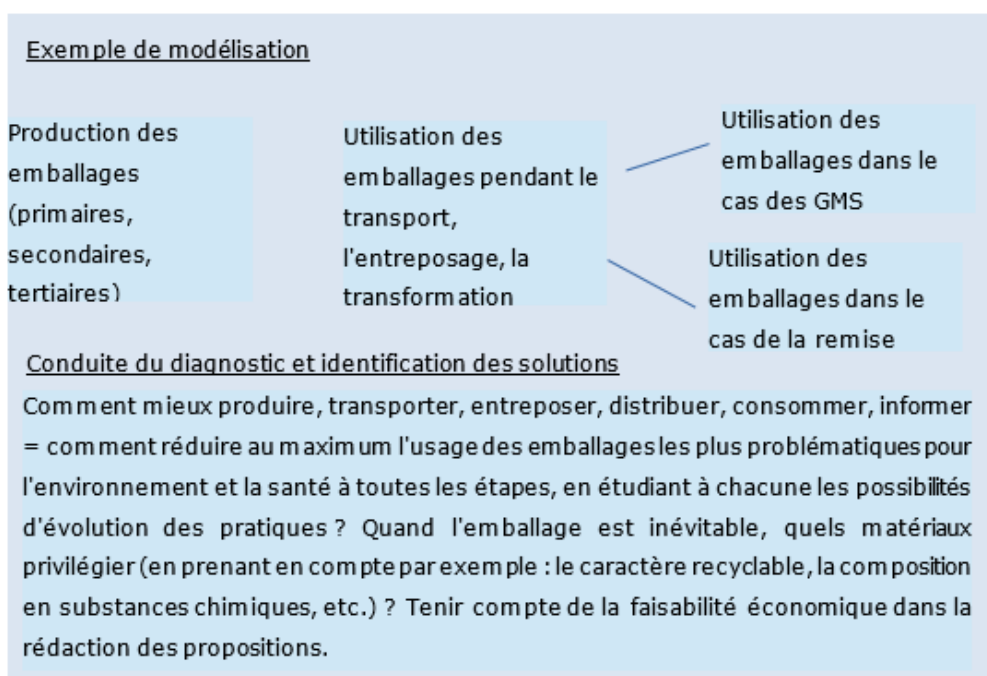 Exemple de modélisation
Production des
emballages
(primaires,
secondaires,
tertiaires)
Utilisation des
emballages pendant le
transport,
l'entreposage, la
transformation
Utilisation des
emballages dans le
cas des GMS
Utilisation des
emballages dans le
cas de la remise
Conduite du diagnostic et identification des solutions
Comment mieux produire, transporter, entreposer, distribuer, consommer, informer
= comment réduire au maximum l'usage des emballages les plus problématiques pour
l'environnement et la santé à toutes les étapes, en étudiant à chacune les possibilités
d'évolution des pratiques ? Quand l'emballage est inévitable, quels matériaux
privilégier (en prenant en compte par exemple : le caractère recyclable, la composition
en substances chimiques, etc.) ? Tenir compte de la faisabilité économique dans la
rédaction des propositions.